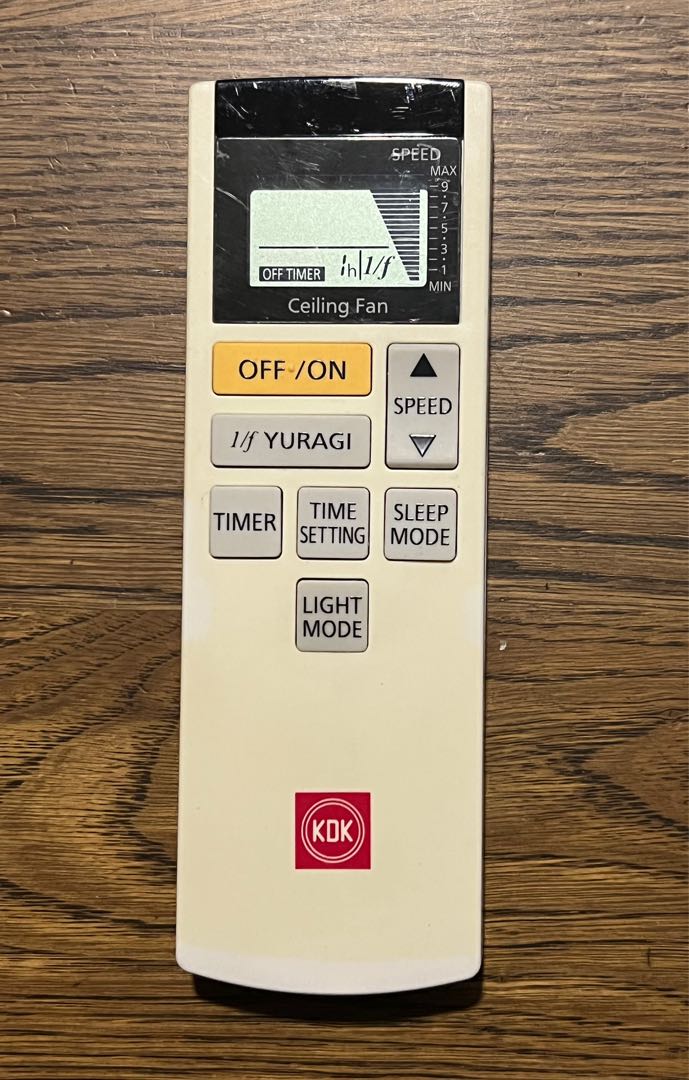 SPEED
MAX
9
7
5
3
1
MIN
OFF TIMER 1h 1/f
Ceiling Fan
OFF·/ON
SPEED
1/f YURAGI
TIMER
TIME
SETTING
SLEEP
MODE
LIGHT
MODE
KDK